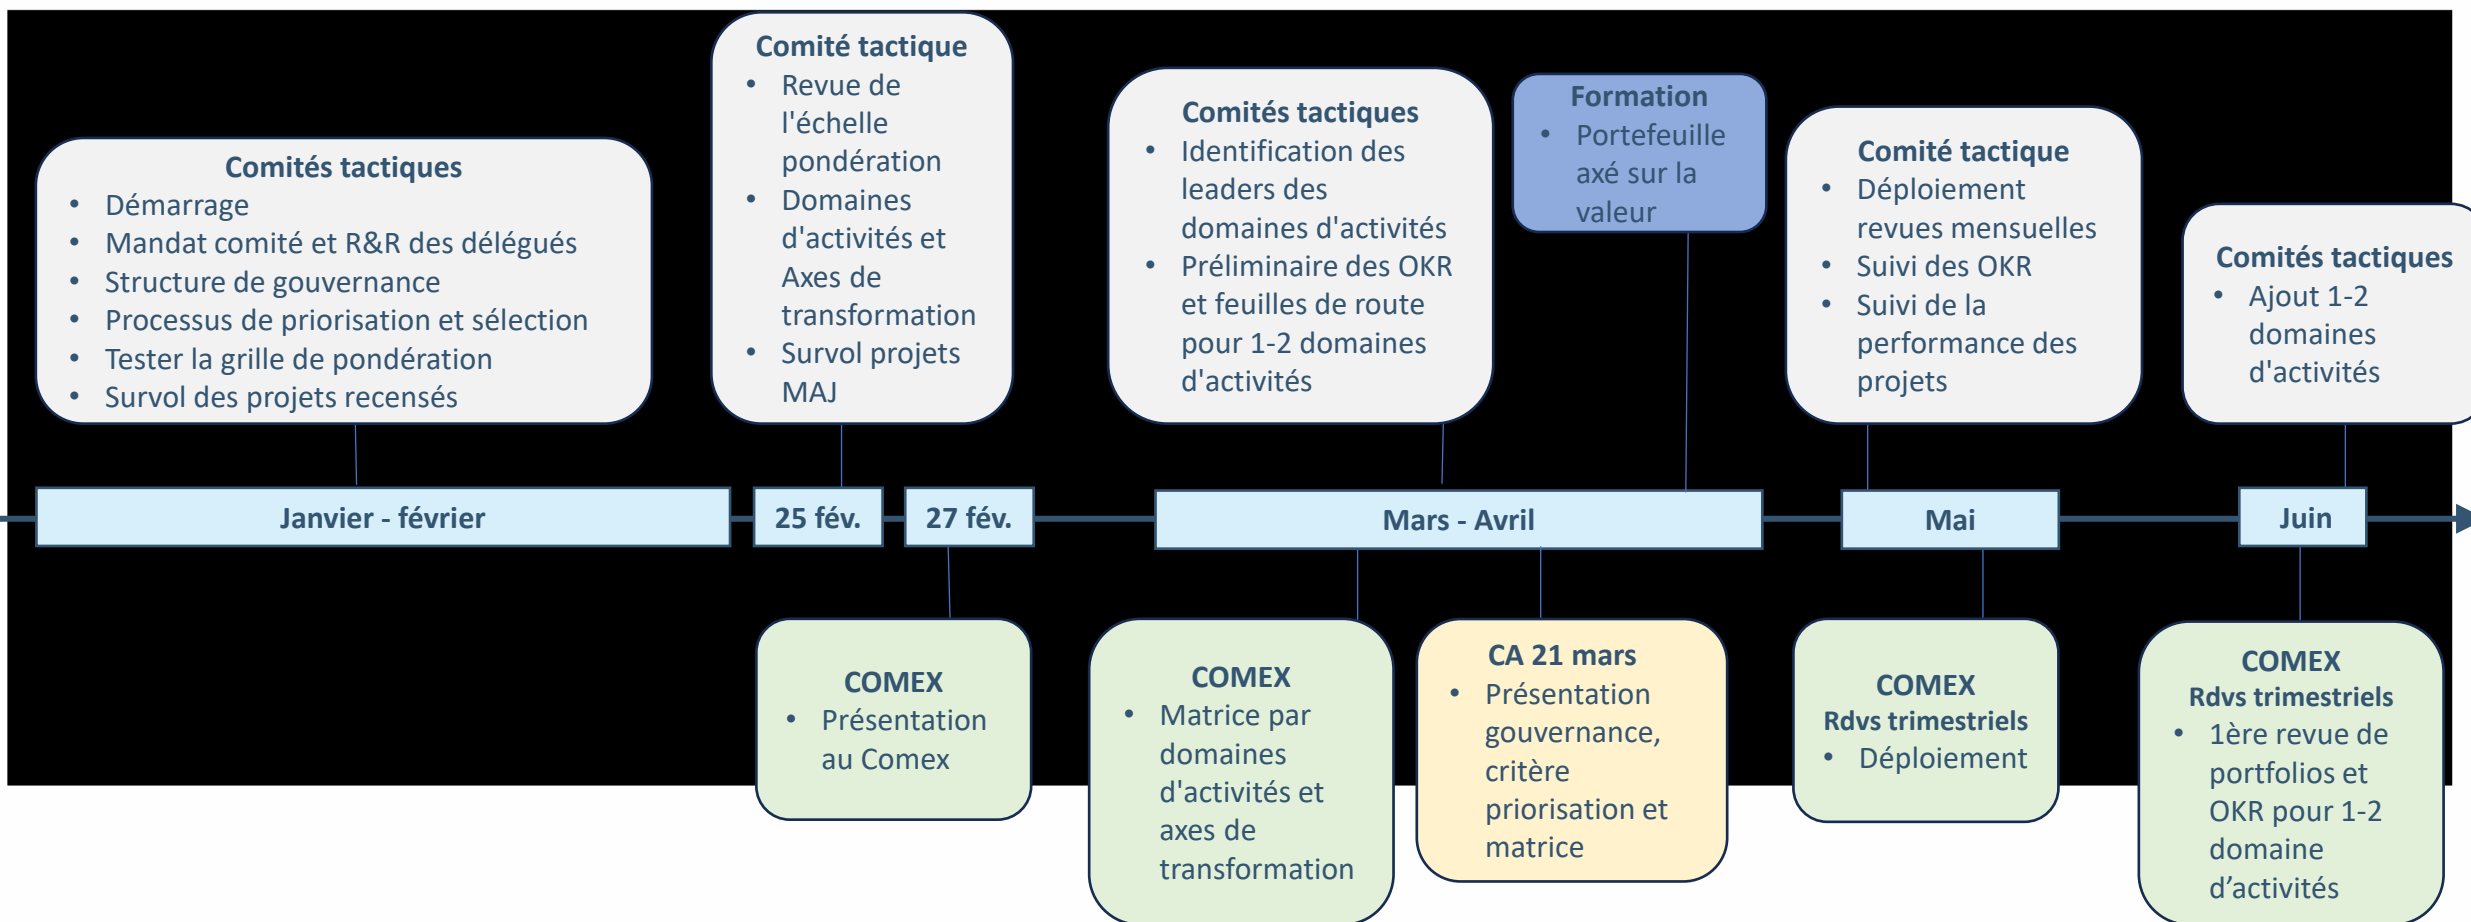 Comités tactiques
• Démarrage
• Mandat comité et R&R des délégués
• Structure de gouvernance
• Processus de priorisation et sélection
• Tester la grille de pondération
• Survol des projets recensés
Comité tactique
• Revue de
l'échelle
pondération
• Domaines
d'activités et
Axes de
transformation
• Survol projets
MAJ
Comités tactiques
• Identification des
leaders des
domaines d'activités
• Préliminaire des OKR
et feuilles de route
pour 1-2 domaines
d'activités
Formation
• Portefeuille
axé sur la
valeur
Comité tactique
• Déploiement
revues mensuelles
• Suivi des OKR
• Suivi de la
performance des
projets
Comités tactiques
• Ajout 1-2
domaines
d'activités
Janvier - février
25 fév.
27 fév.
Mars - Avril
Mai
Juin
COMEX
• Présentation
au Comex
COMEX
• Matrice par
domaines
d'activités et
axes de
transformation
CA 21 mars
• Présentation
gouvernance,
critère
priorisation et
matrice
COMEX
Rdvs trimestriels
• Déploiement
COMEX
Rdvs trimestriels
• 1ère revue de
portfolios et
OKR pour 1-2
domaine
d’activités